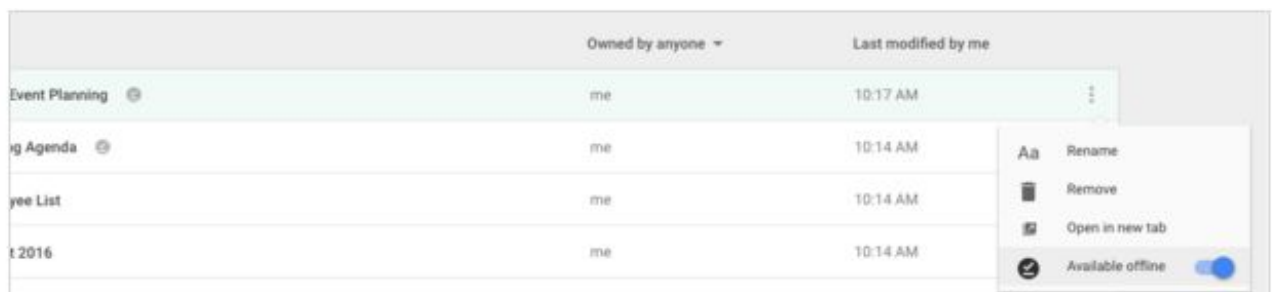 Owned by anyone Last modified by me
Event Planning me 10:17 AM
g Agenda me 10:14 AM
Aa Rename
Remove
yee List me 10:14 AM
Open in new tab
t 2016 me 10:14 AM
Available offline